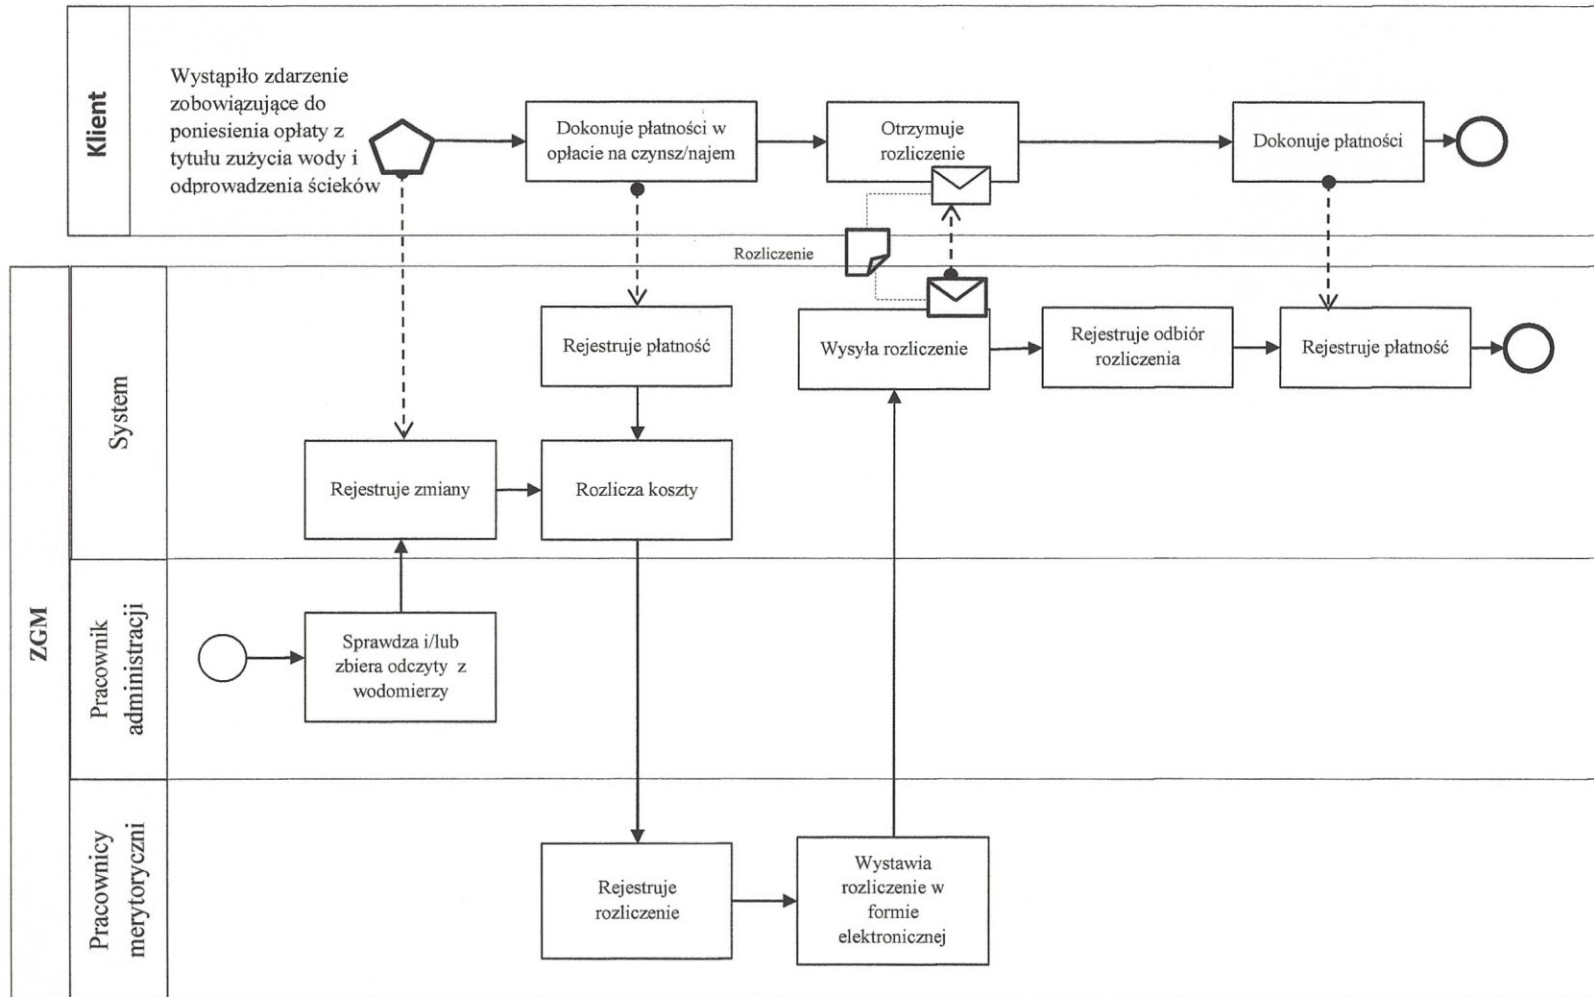 Klient
Wystąpiło zdarzenie
zobowiązujące do
poniesienia opłaty z
tytułu zużycia wody i
odprowadzenia ścieków
Dokonuje płatności w
opłacie na czynsz/najem
Otrzymuje
rozliczenie
Dokonuje płatności
Rozliczenie
ZGM
System
Rejestruje płatność
Wysyła rozliczenie
Rejestruje odbiór
rozliczenia
Rejestruje płatność
Rejestruje zmiany
Rozlicza koszty
Pracownik
administracji
Sprawdza i/lub
zbiera odczyty z
wodomierzy
Pracownicy
merytoryczni
Rejestruje
rozliczenie
Wystawia
rozliczenie w
formie
elektronicznej